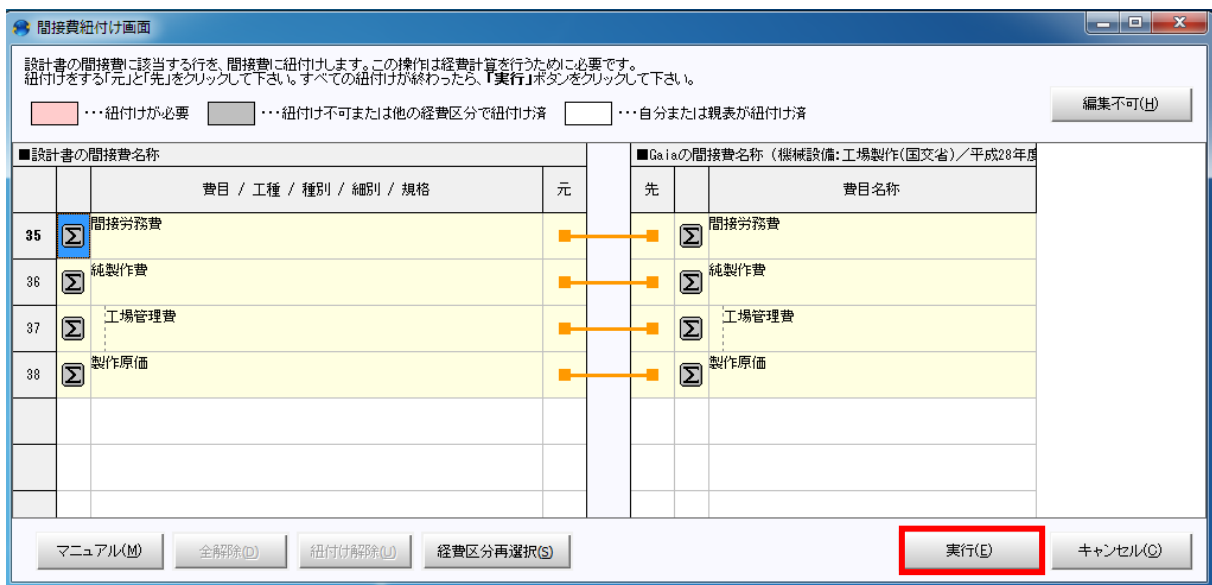 間接費紐付け画面
設計書の間接費に該当する行を、間接費に紐付けします。この操作は経費計算を行うために必要です。
紐付けをする「元」と「先」をクリックして下さい。すべての紐付けが終わったら、「実行」ボタンをクリックして下さい。
･･･紐付けが必要 ･･･紐付け不可または他の経費区分で紐付け済 ･･･自分または親表が紐付け済
編集不可(H)
■設計書の間接費名称 ■Gaiaの間接費名称（機械設備:工場製作(国交省)／平成28年度
費目 / 工種 / 種別 / 細別 / 規格 元 先 費目名称
35 Σ 間接労務費 Σ 間接労務費
36 Σ 純製作費 Σ 純製作費
37 Σ 工場管理費 Σ 工場管理費
38 Σ 製作原価 Σ 製作原価
マニュアル(M) 全解除(D) 紐付け解除(U) 経費区分再選択(S) 実行(E) キャンセル(C)